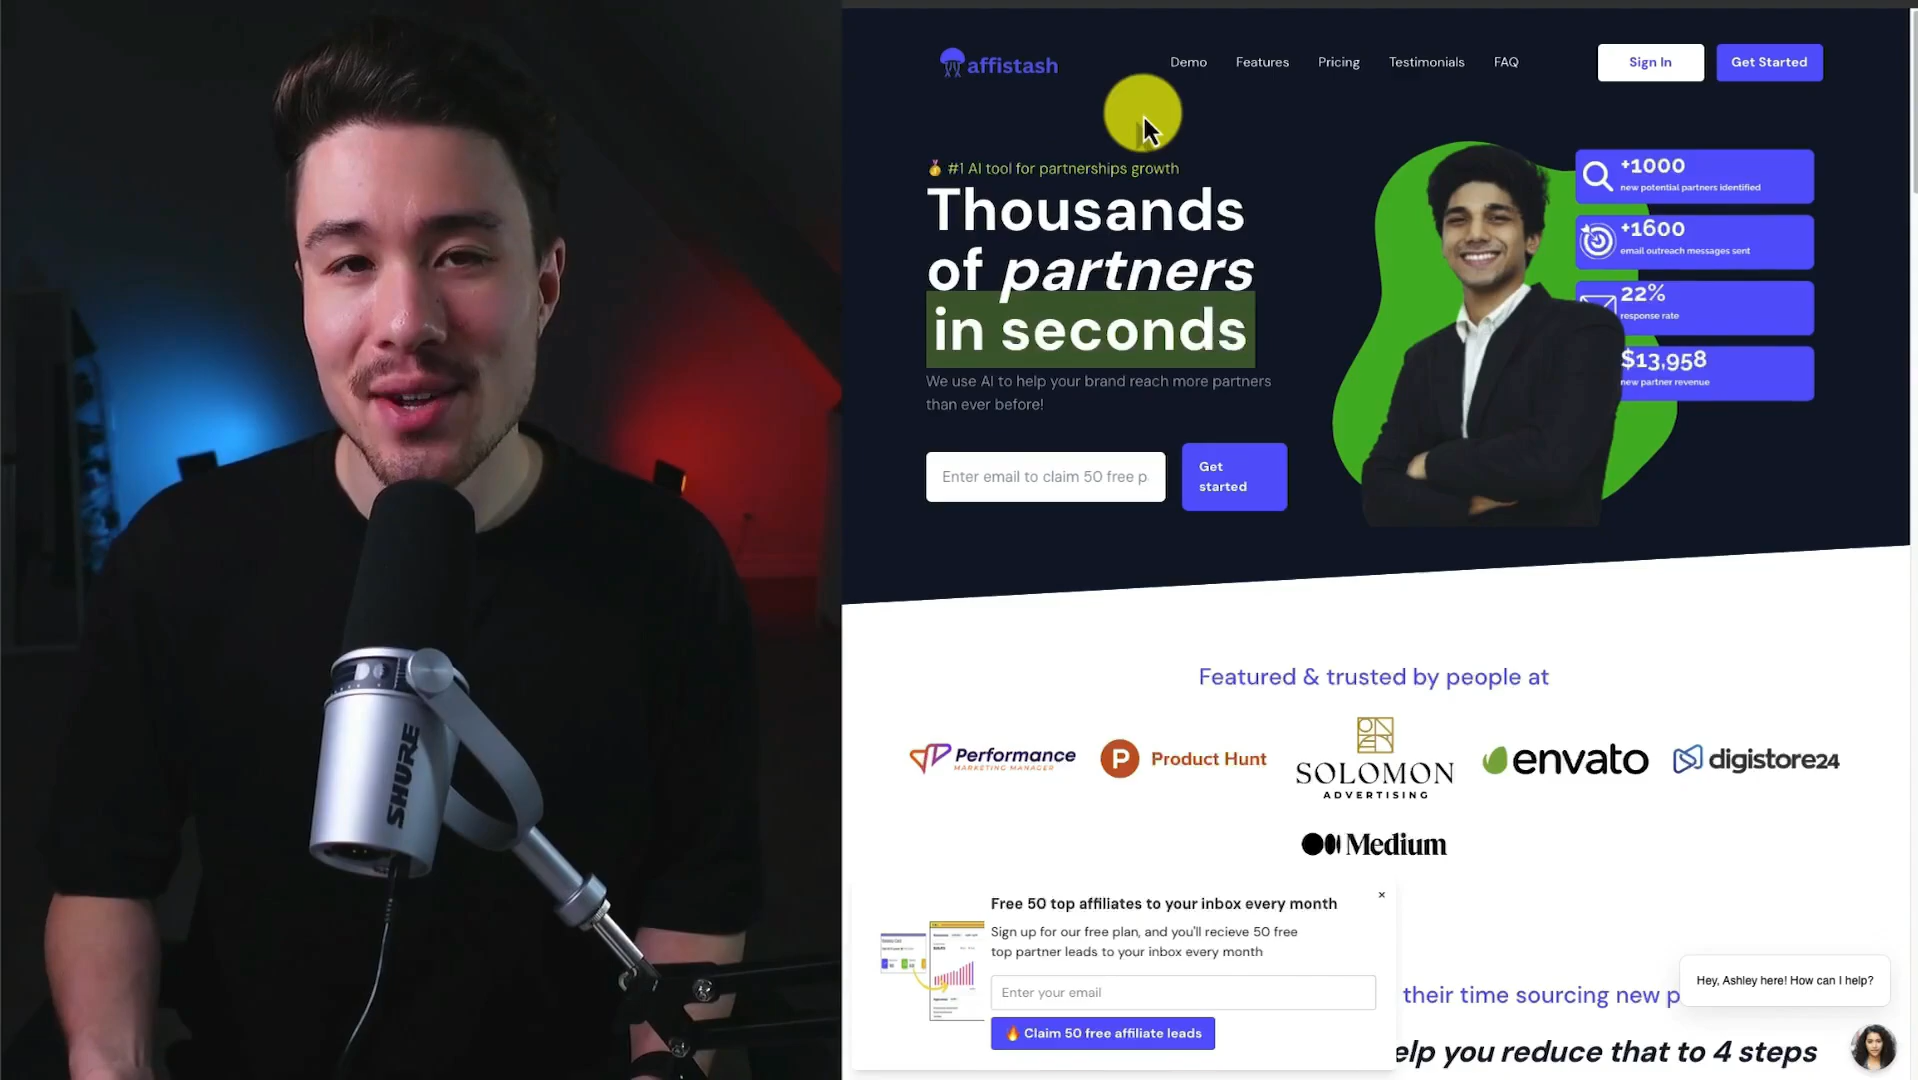 SHURE
affistash
Demo
Features
Pricing
Testimonials
FAQ
Sign In
Get Started
#1 AI tool for partnerships growth
Thousands
of partners
in seconds
We use AI to help your brand reach more partners
than ever before!
Enter email to claim 50 free p
Get
started
+1000
new potential partners identified
+1600
email outreach messages sent
22%
response rate
$13,958
new partner revenue
Featured & trusted by people at
Performance
MARKETING MANAGER
P
Product Hunt
SOLOMON
ADVERTISING
envato
digistore24
Medium
Free 50 top affiliates to your inbox every month
×
Sign up for our free plan, and you'll recieve 50 free
top partner leads to your inbox every month
Enter your email
Claim 50 free affiliate leads
their time sourcing new p
elp you reduce that to 4 steps
Hey, Ashley here! How can I help?